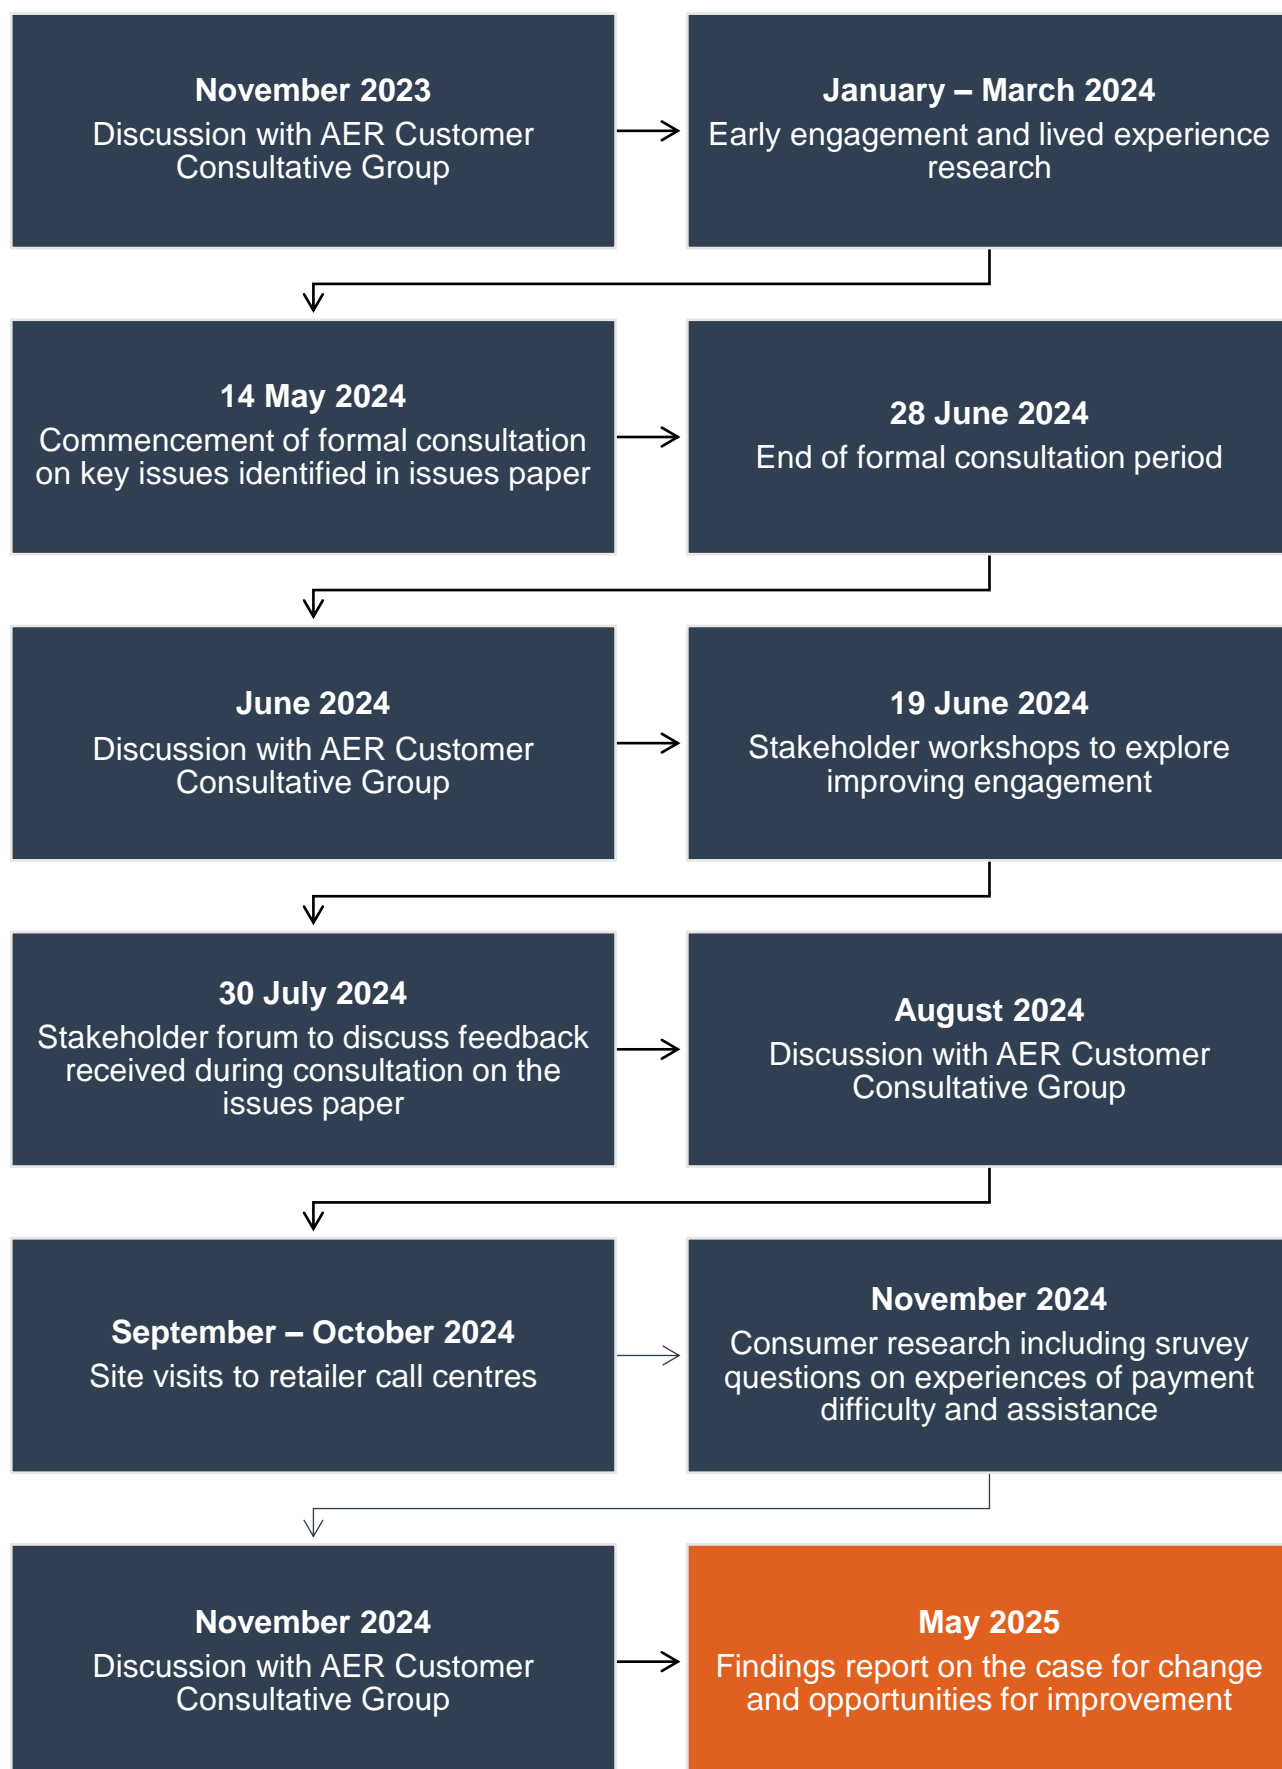 November 2023
Discussion with AER Customer
Consultative Group
January – March 2024
Early engagement and lived experience
research
14 May 2024
Commencement of formal consultation
on key issues identified in issues paper
28 June 2024
End of formal consultation period
June 2024
Discussion with AER Customer
Consultative Group
19 June 2024
Stakeholder workshops to explore
improving engagement
30 July 2024
Stakeholder forum to discuss feedback
received during consultation on the
issues paper
August 2024
Discussion with AER Customer
Consultative Group
September – October 2024
Site visits to retailer call centres
November 2024
Consumer research including sruvey
questions on experiences of payment
difficulty and assistance
November 2024
Discussion with AER Customer
Consultative Group
May 2025
Findings report on the case for change
and opportunities for improvement